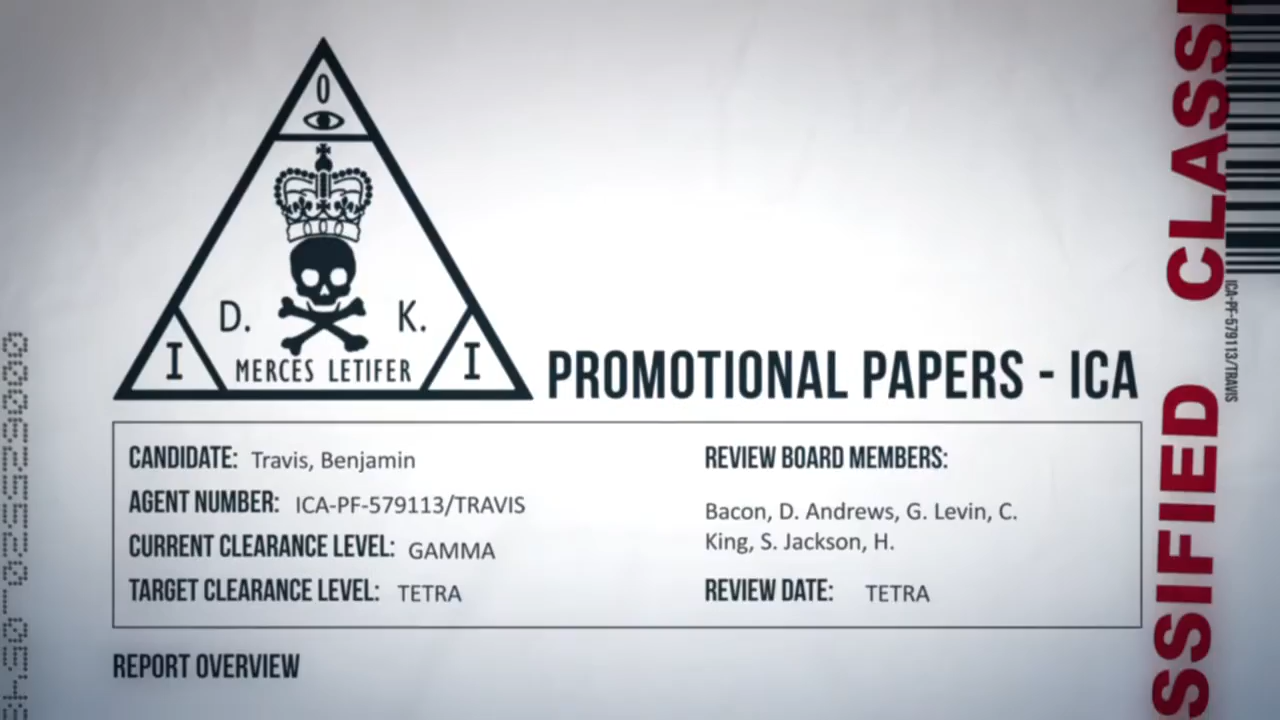 0
D. K.
I MERCES LETIFER I
PROMOTIONAL PAPERS - ICA
CANDIDATE: Travis, Benjamin
AGENT NUMBER: ICA-PF-579113/TRAVIS
CURRENT CLEARANCE LEVEL: GAMMA
TARGET CLEARANCE LEVEL: TETRA
REVIEW BOARD MEMBERS:
Bacon, D. Andrews, G. Levin, C.
King, S. Jackson, H.
REVIEW DATE: TETRA
REPORT OVERVIEW
ICA-PF-579113/TRAVIS